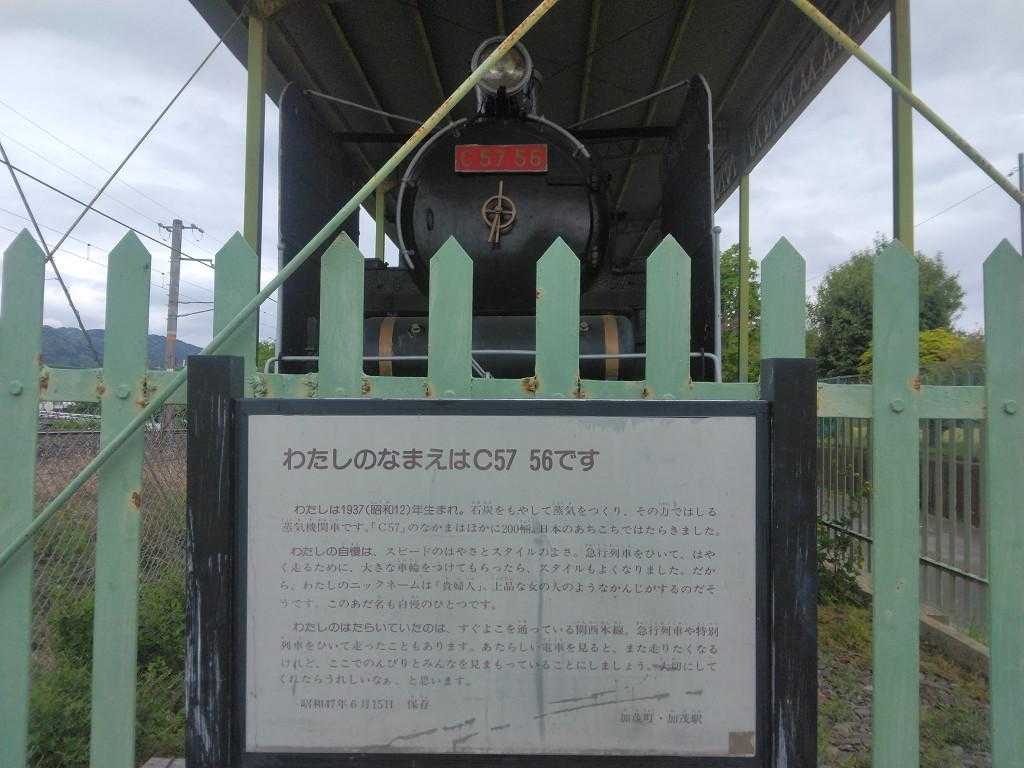 C 57 56
わたしのなまえはC57 56です
わたしは1937(昭和12)年生まれ。石炭をもやして蒸気をつくり、その力ではしる
蒸気機関車です。「C57」のなかまはほかに200輌。日本のあちこちではたらきました。
わたしの自慢は、スピードのはやさとスタイルのよさ。急行列車をひいて、はや
く走るために、大きな車輪をつけてもらったら、スタイルもよくなりました。だか
ら、わたしのニックネームは「貴婦人」、上品な女の人のようなかんじがするのだそ
うです。このあだ名も自慢のひとつです。
わたしのはたらいていたのは、すぐよこを通っている関西本線。急行列車や特別
列車をひいて走ったこともあります。あたらしい電車を見ると、また走りたくなる
けれど、ここでのんびりとみんなを見まもっていることにしましょう。大切にして
くれたらうれしいなぁ、と思います。
昭和47年6月15日 保存
加茂町・加茂駅